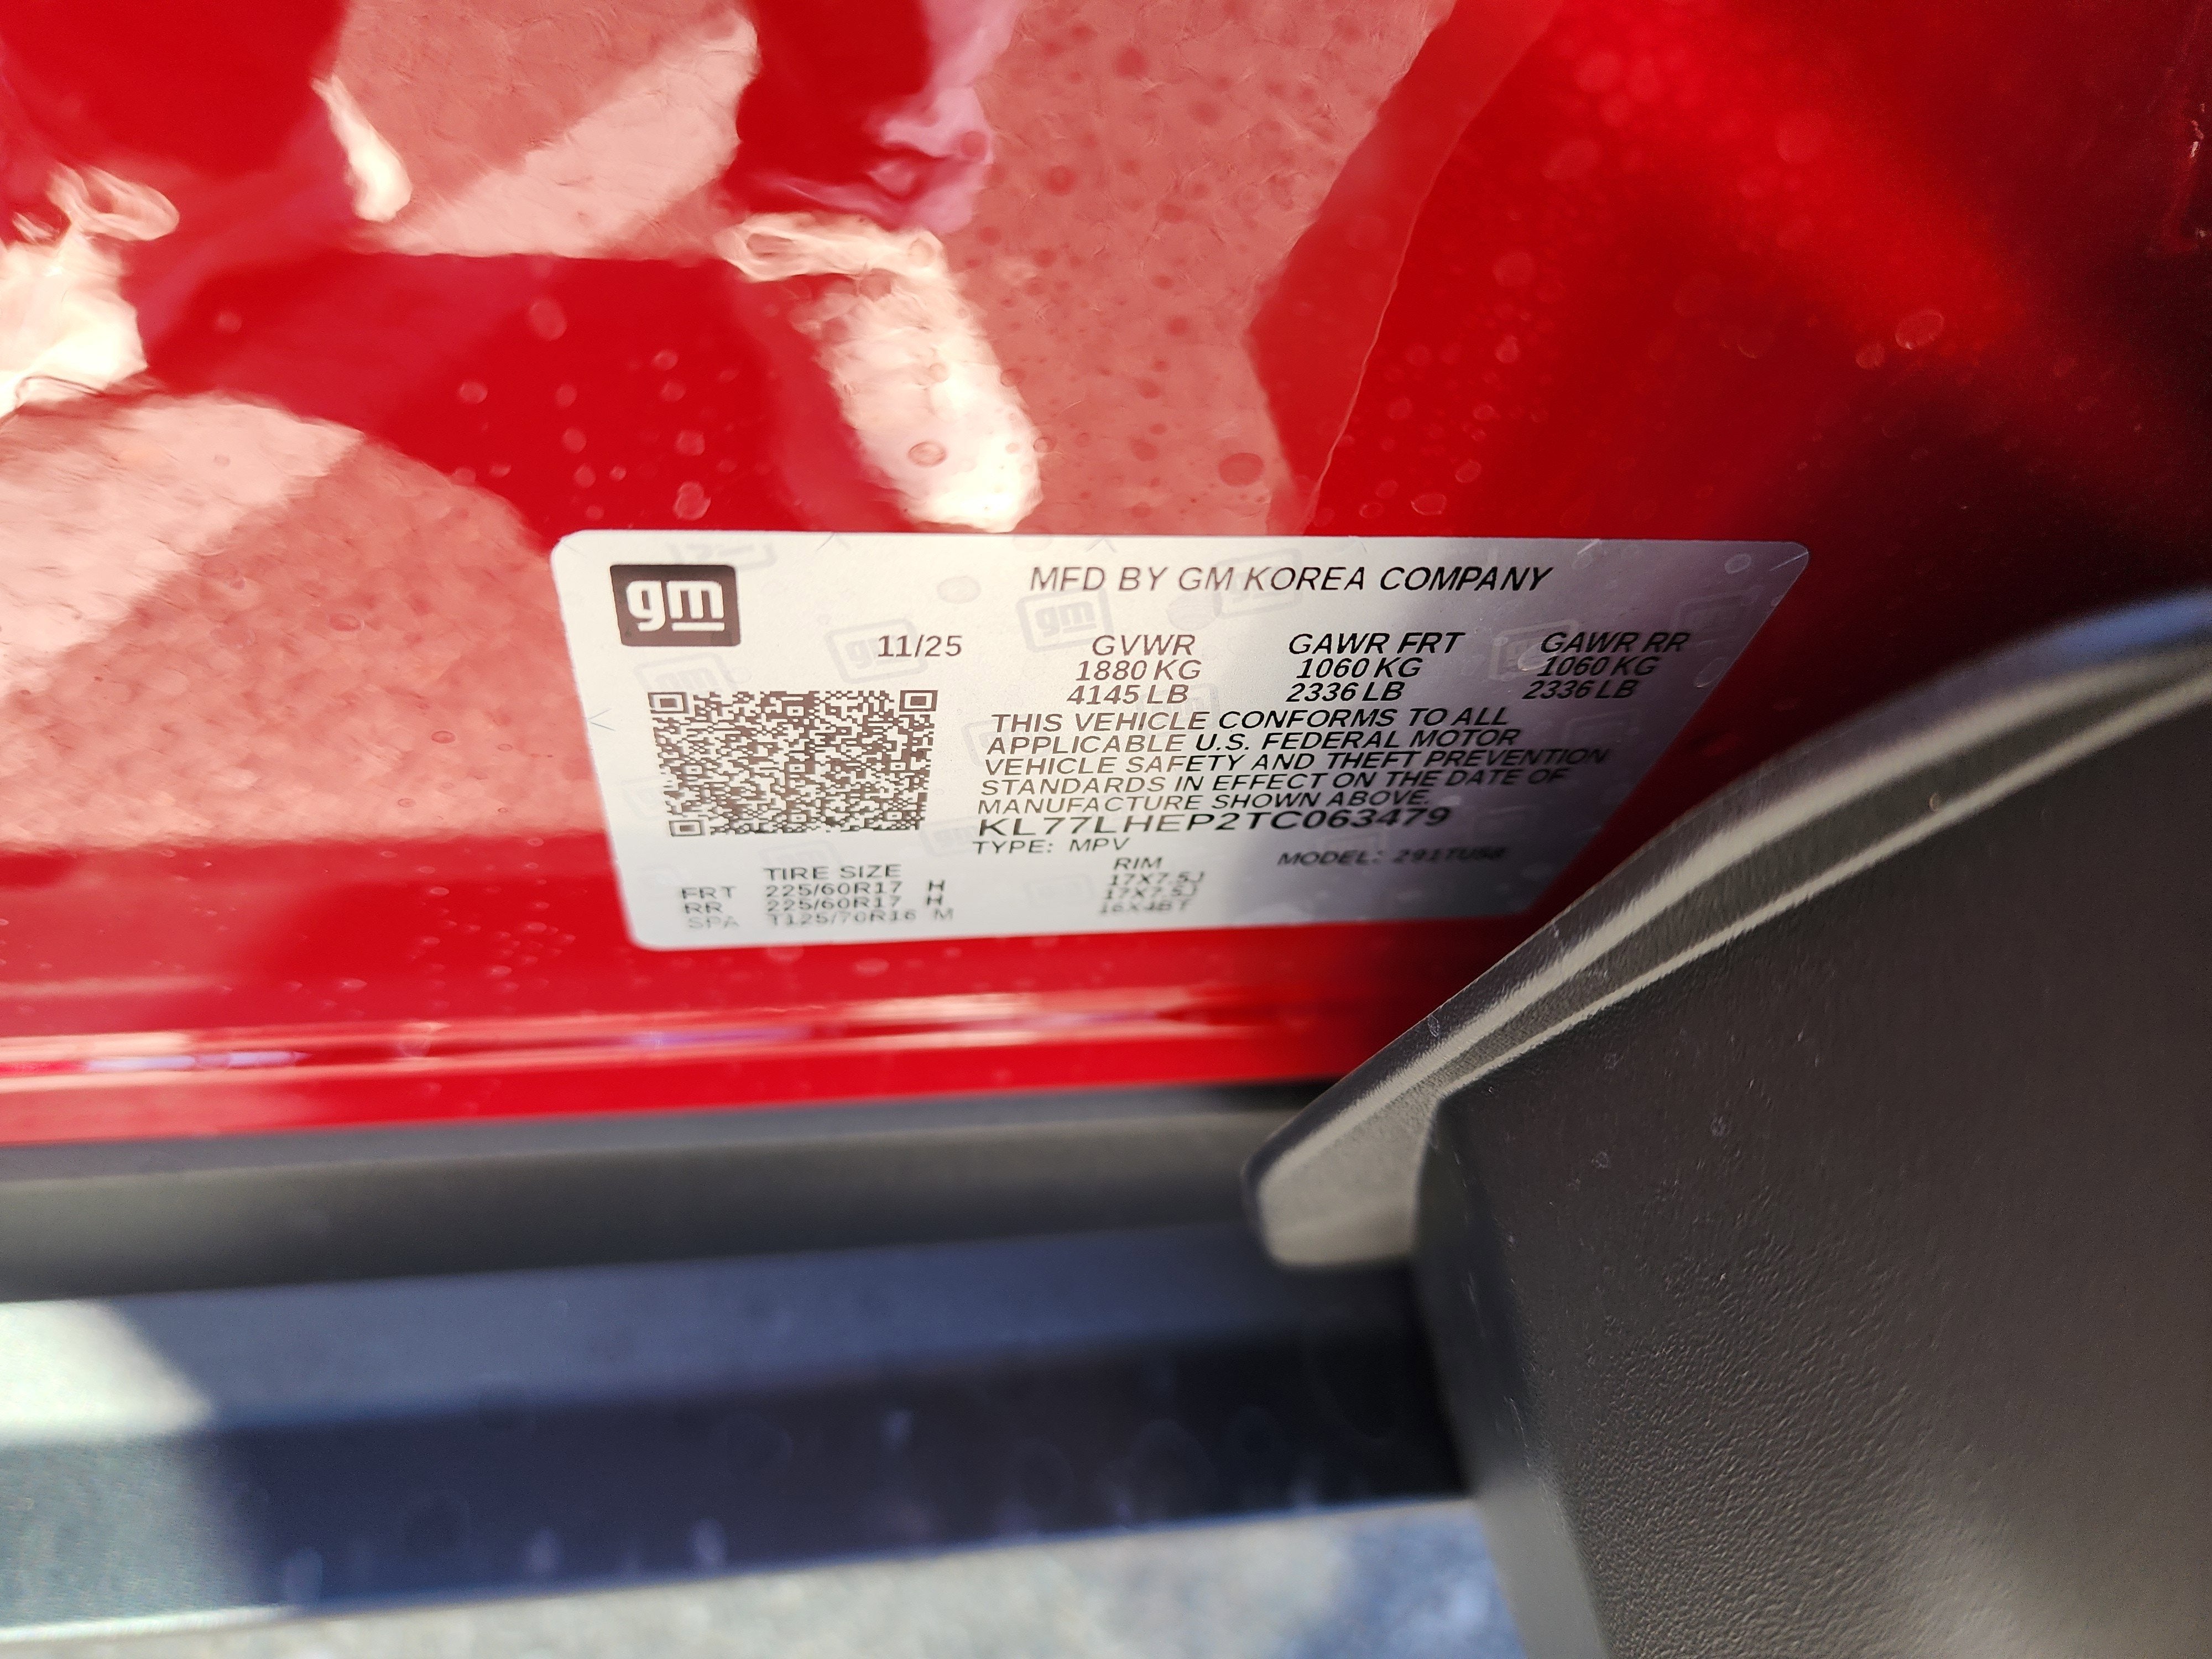 gm
MFD BY GM KOREA COMPANY
11/25 GVWR GAWR FRT GAWR RR
1880 KG 1060 KG 1060 KG
4145 LB 2336 LB 2336 LB
THIS VEHICLE CONFORMS TO ALL
APPLICABLE U.S. FEDERAL MOTOR
VEHICLE SAFETY AND THEFT PREVENTION
STANDARDS IN EFFECT ON THE DATE OF
MANUFACTURE SHOWN ABOVE.
KL77LHEP2TC063479
TYPE: MPV MODEL:
TIRE SIZE RIM
FRT 225/60R17 H 17X7.5J
RR 225/60R17 H 17X7.5J
SPA T125/70R16 M 16X4BT